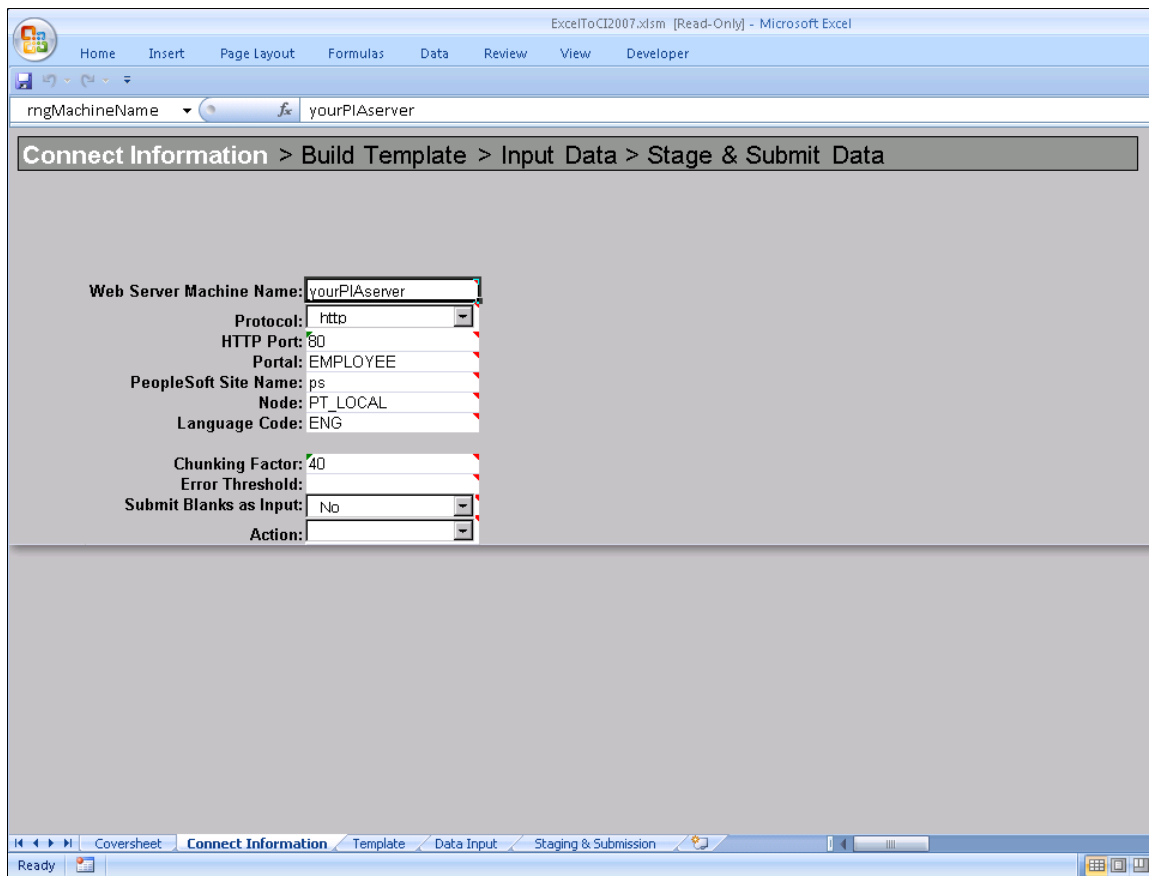 ExcelToCI2007.xlsm [Read-Only] - Microsoft Excel
Home Insert Page Layout Formulas Data Review View Developer
rngMachineName fx yourPIAserver
Connect Information > Build Template > Input Data > Stage & Submit Data
Web Server Machine Name: yourPIAserver
Protocol: http
HTTP Port: 80
Portal: EMPLOYEE
PeopleSoft Site Name: ps
Node: PT_LOCAL
Language Code: ENG
Chunking Factor: 40
Error Threshold:
Submit Blanks as Input: No
Action:
Coversheet Connect Information Template Data Input Staging & Submission
Ready